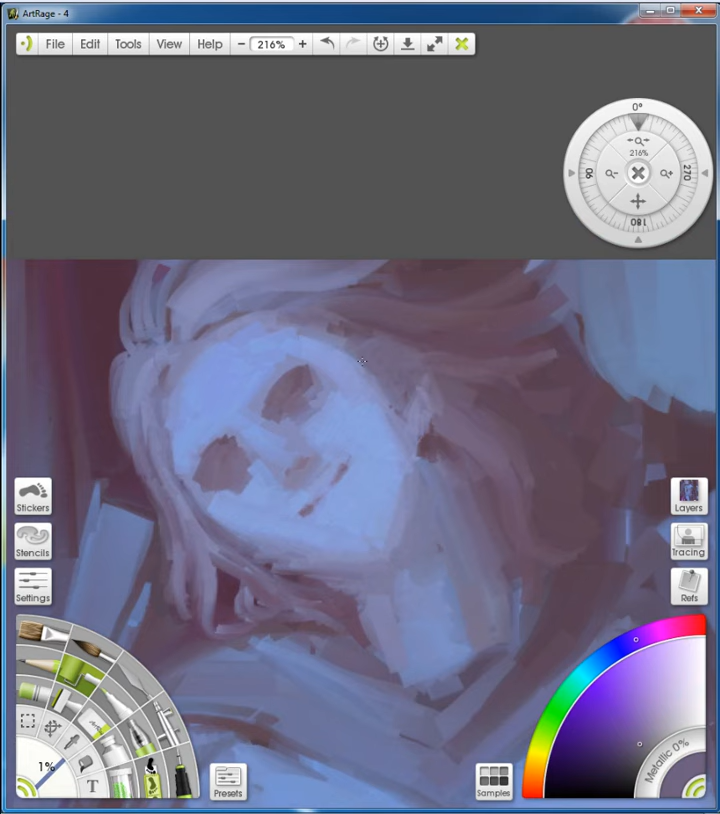 ArtRage - 4
File Edit Tools View Help − 216% +
0°
216%
90
270
180
Stickers
Layers
Stencils
Tracing
Settings
Refs
1%
T
Metallic 0%
Presets
Samples